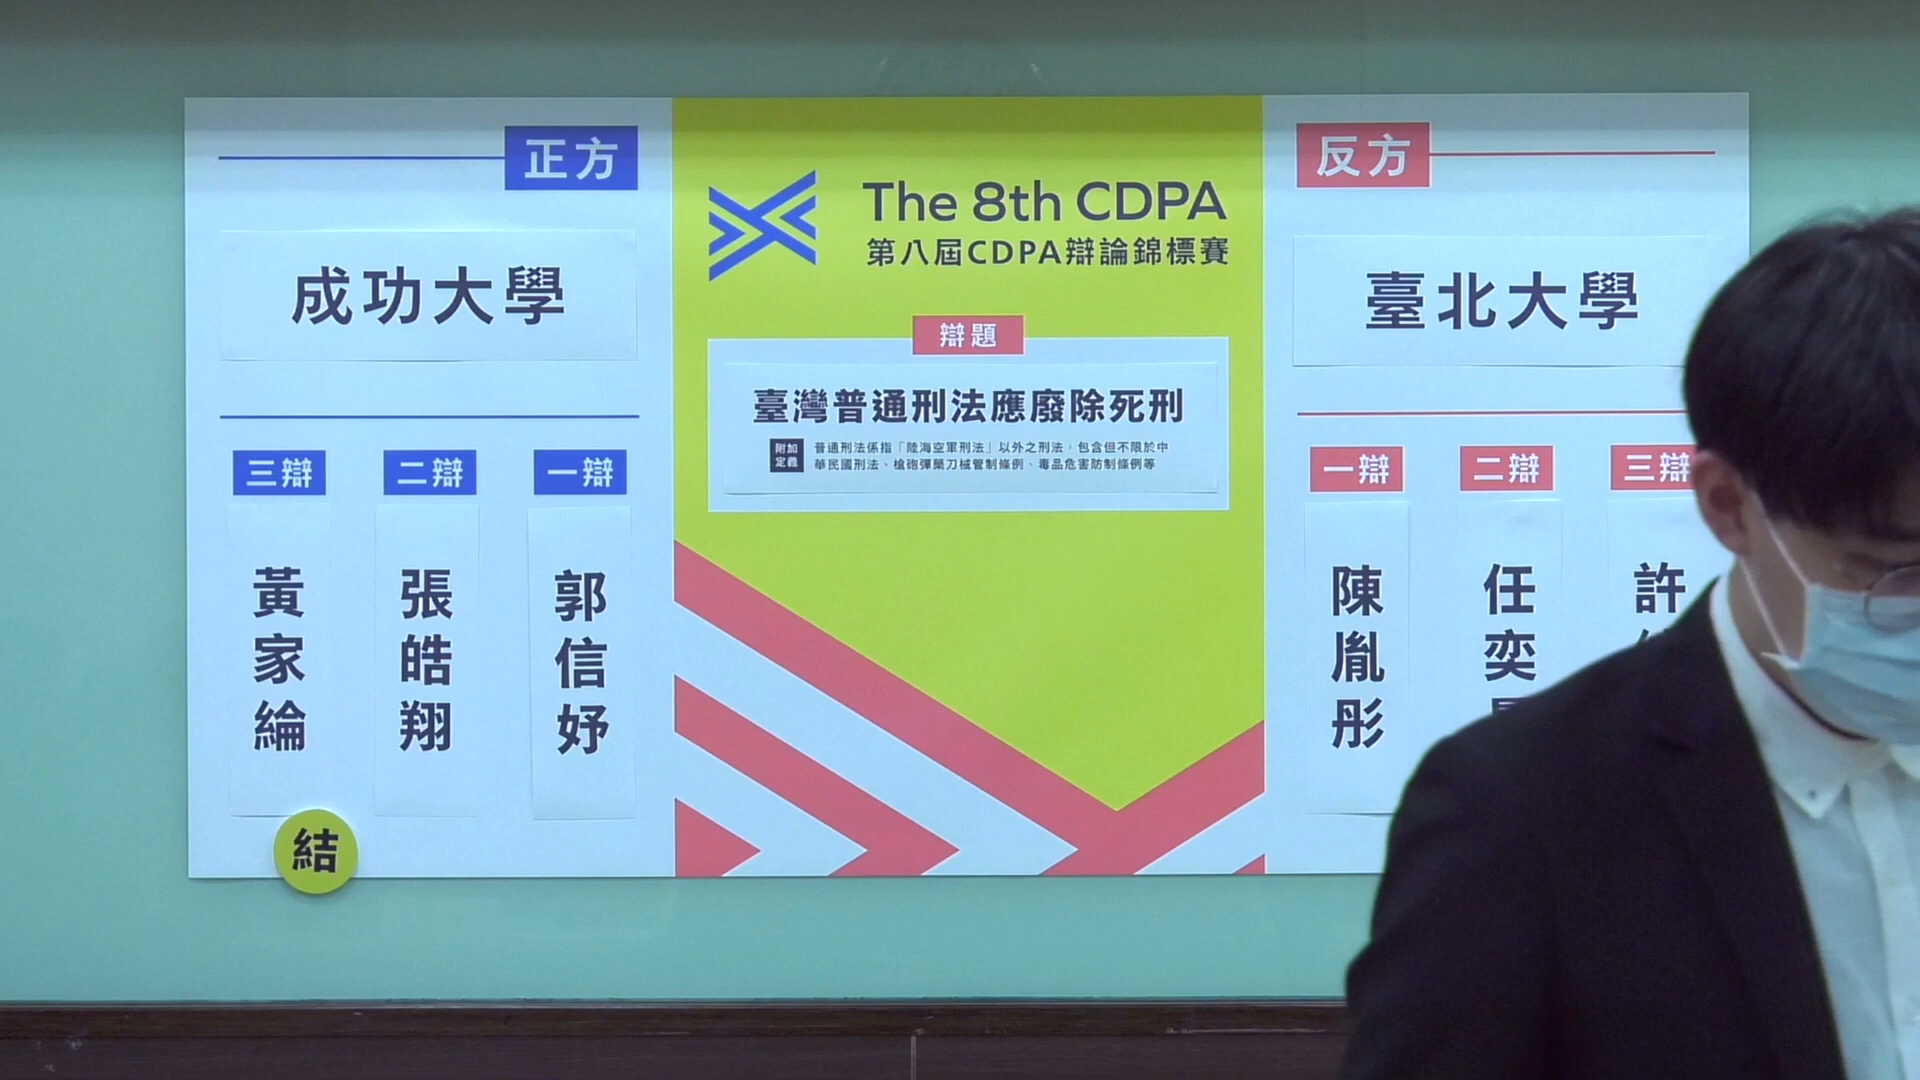 正方
成功大學
三辯
二辯
一辯
黃家綸
張皓翔
郭信妤
結
The 8th CDPA
第八屆CDPA辯論錦標賽
辯題
臺灣普通刑法應廢除死刑
附加
定義
普通刑法係指「陸海空軍刑法」以外之刑法，包含但不限於中
華民國刑法、槍砲彈藥刀械管制條例、毒品危害防制條例等
反方
臺北大學
一辯
二辯
三辯
陳胤彤
任奕
許